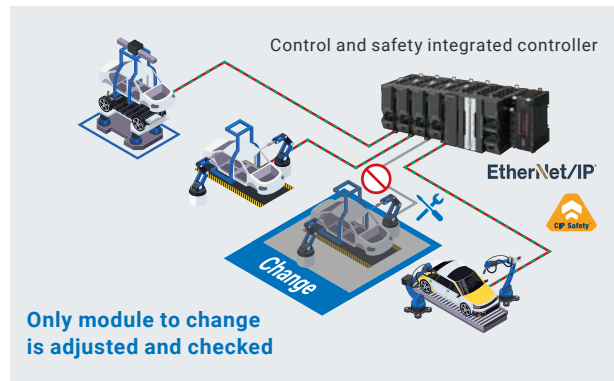 Control and safety integrated controller
EtherNet/IP
CIP Safety
Change
Only module to change
is adjusted and checked